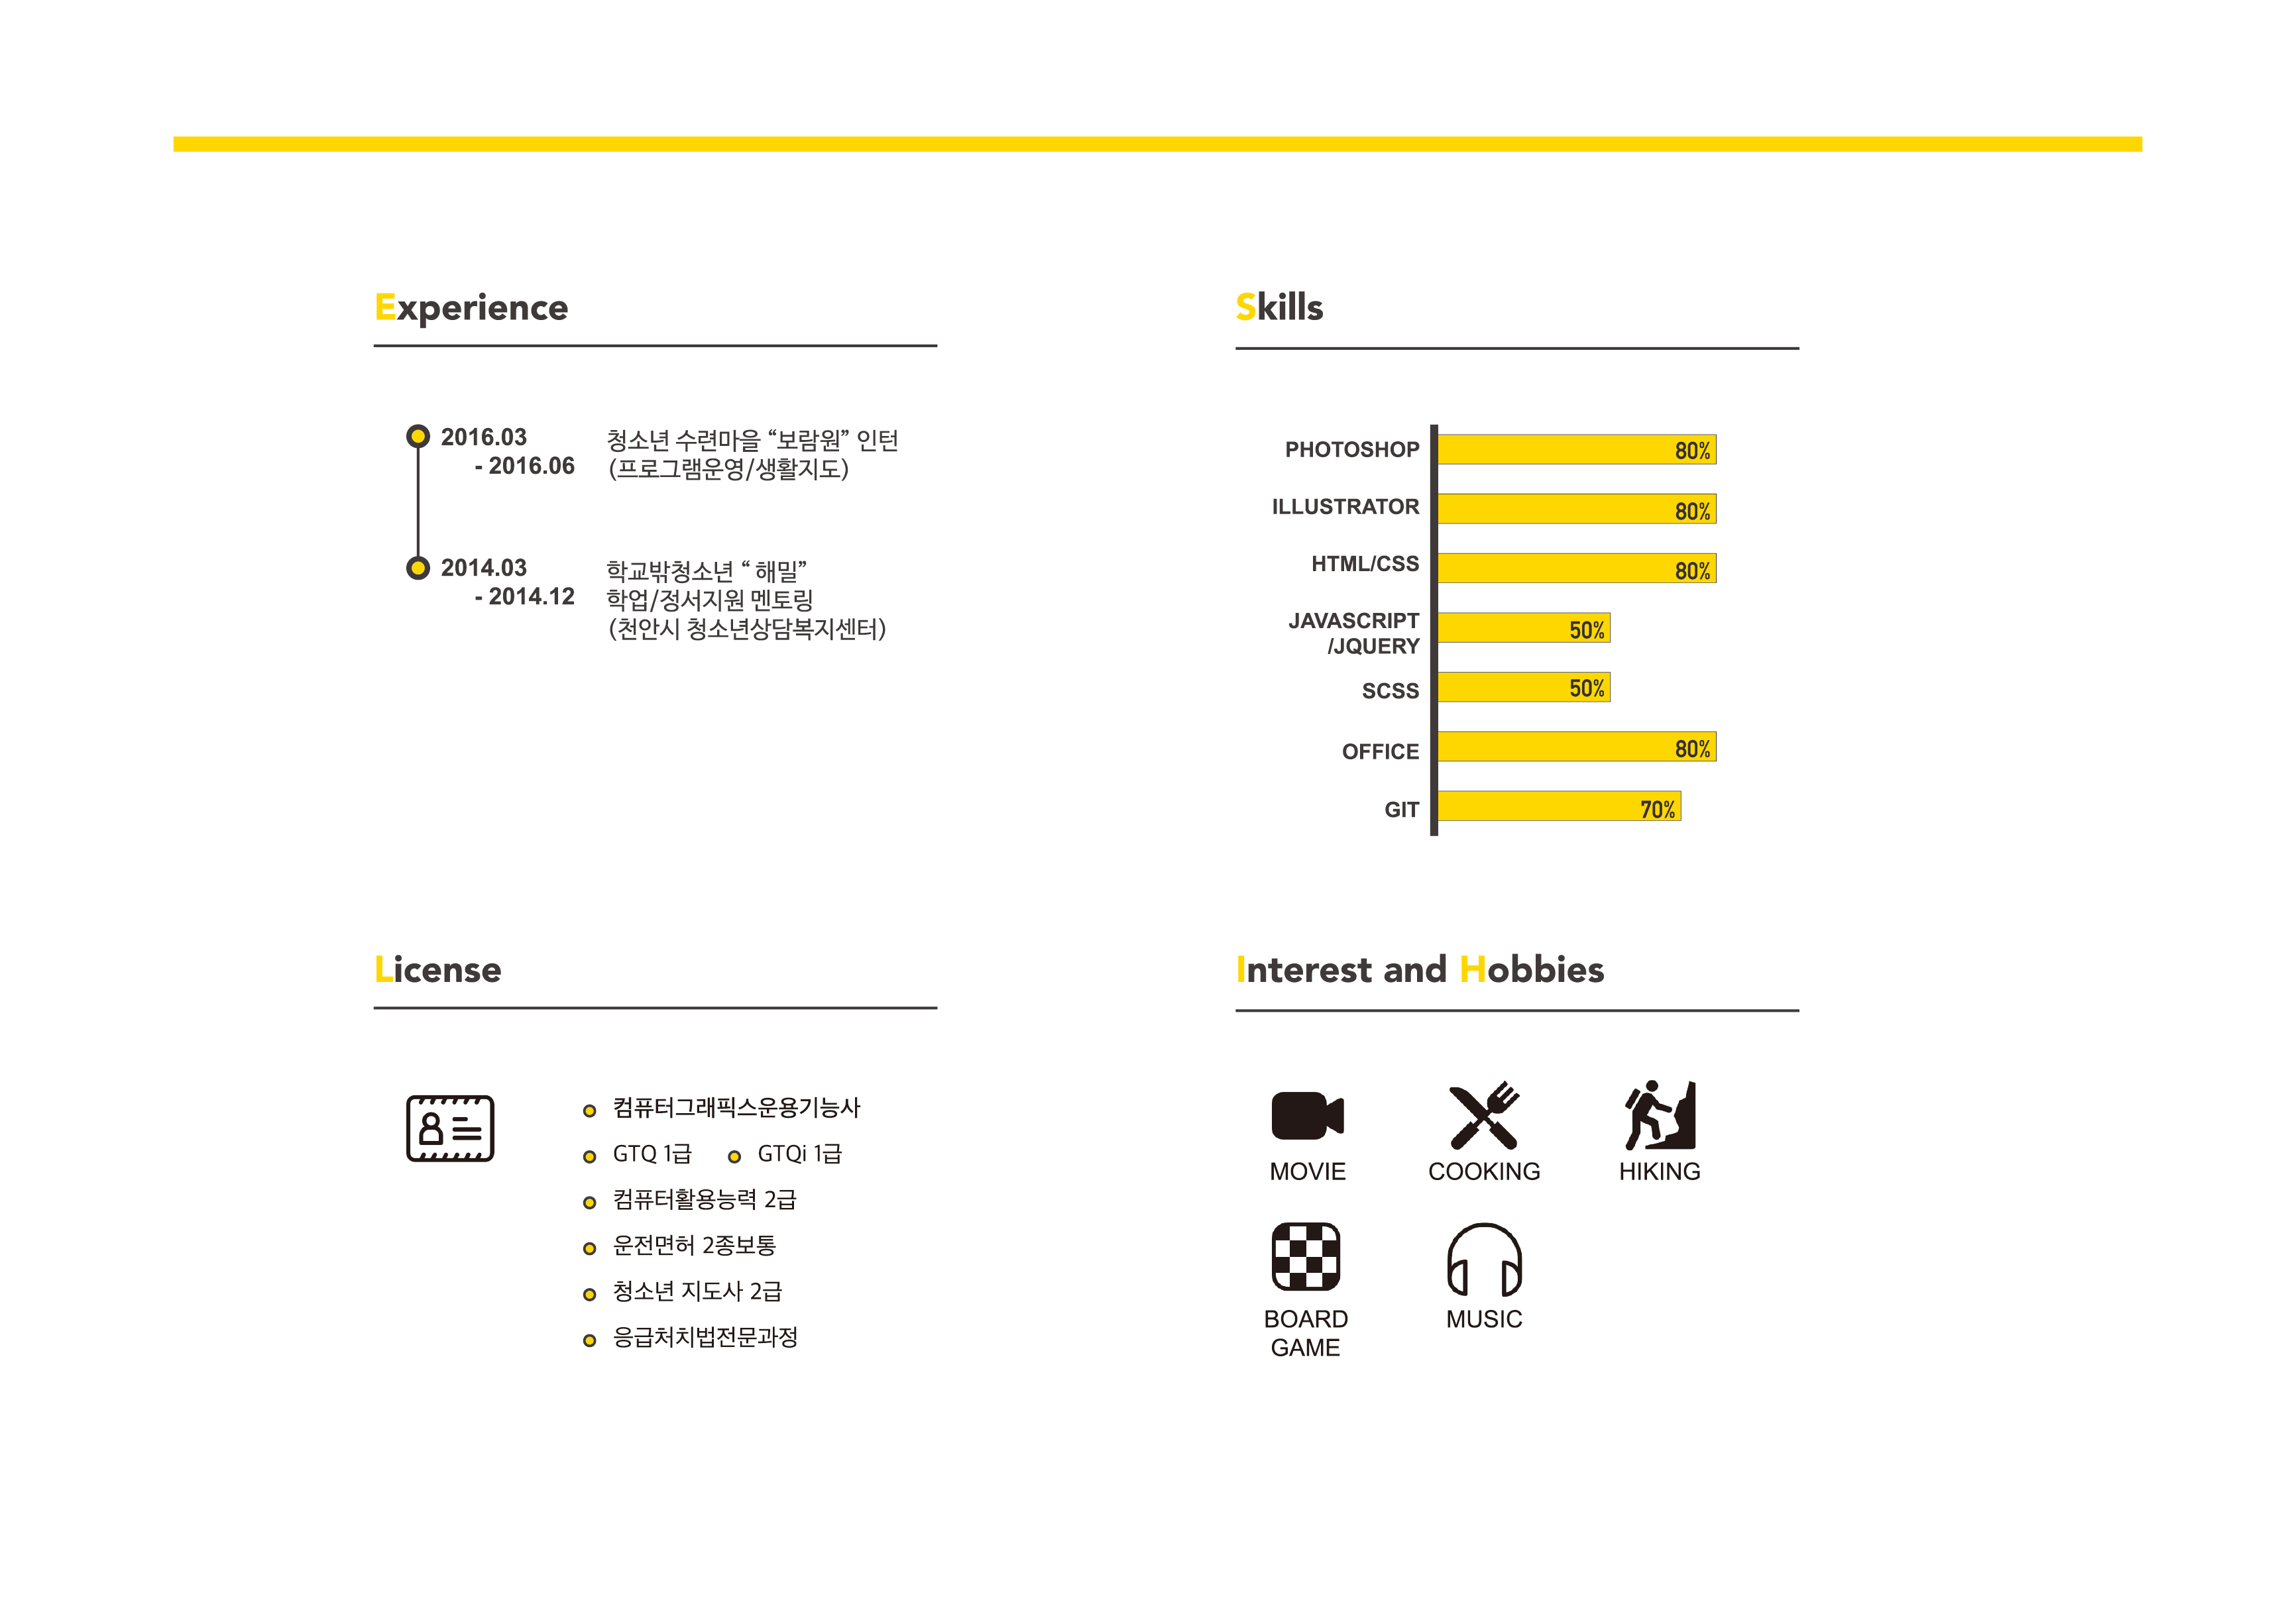 Experience
2016.03
- 2016.06
청소년 수련마을 “보람원” 인턴
(프로그램운영/생활지도)
2014.03
- 2014.12
학교밖청소년 “ 해밀”
학업/정서지원 멘토링
(천안시 청소년상담복지센터)
Skills
PHOTOSHOP 80%
ILLUSTRATOR 80%
HTML/CSS 80%
JAVASCRIPT
/JQUERY 50%
SCSS 50%
OFFICE 80%
GIT 70%
License
컴퓨터그래픽스운용기능사
GTQ 1급 GTQi 1급
컴퓨터활용능력 2급
운전면허 2종보통
청소년 지도사 2급
응급처치법전문과정
Interest and Hobbies
MOVIE COOKING HIKING
BOARD
GAME
MUSIC